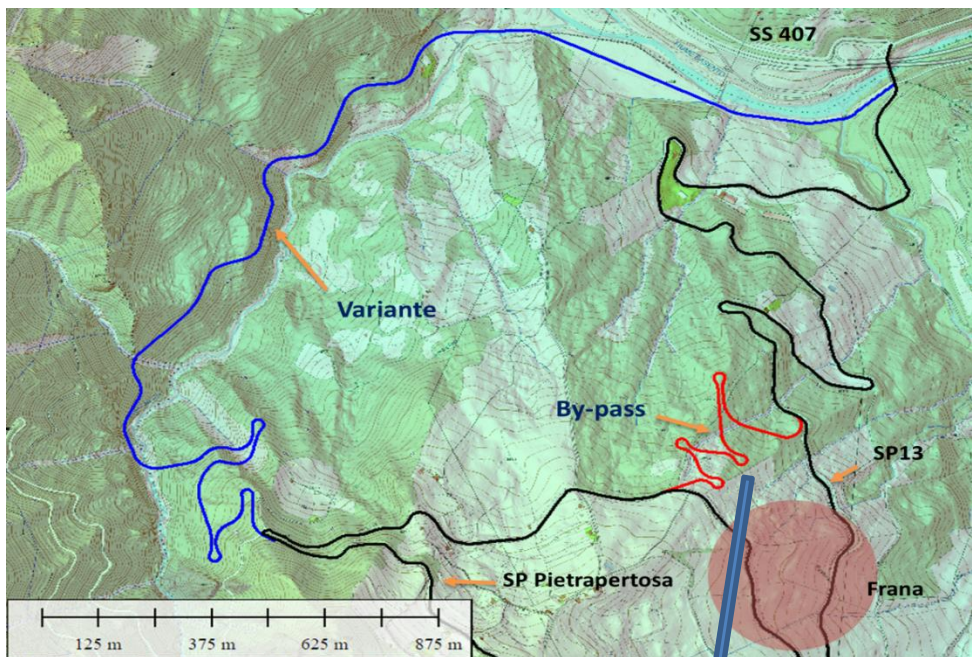 SS 407
Variante
By-pass
SP13
SP Pietrapertosa
Frana
125 m
375 m
625 m
875 m